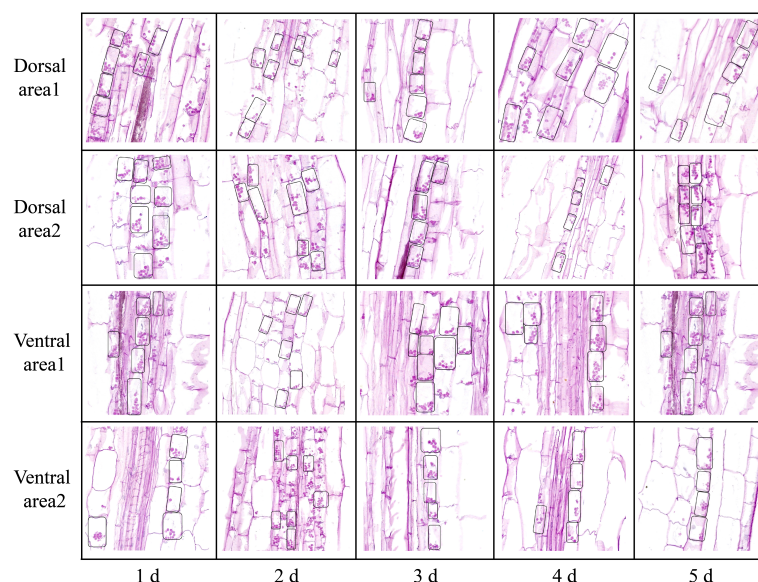 Dorsal
area1
Dorsal
area2
Ventral
area1
Ventral
area2
1 d 2 d 3 d 4 d 5 d